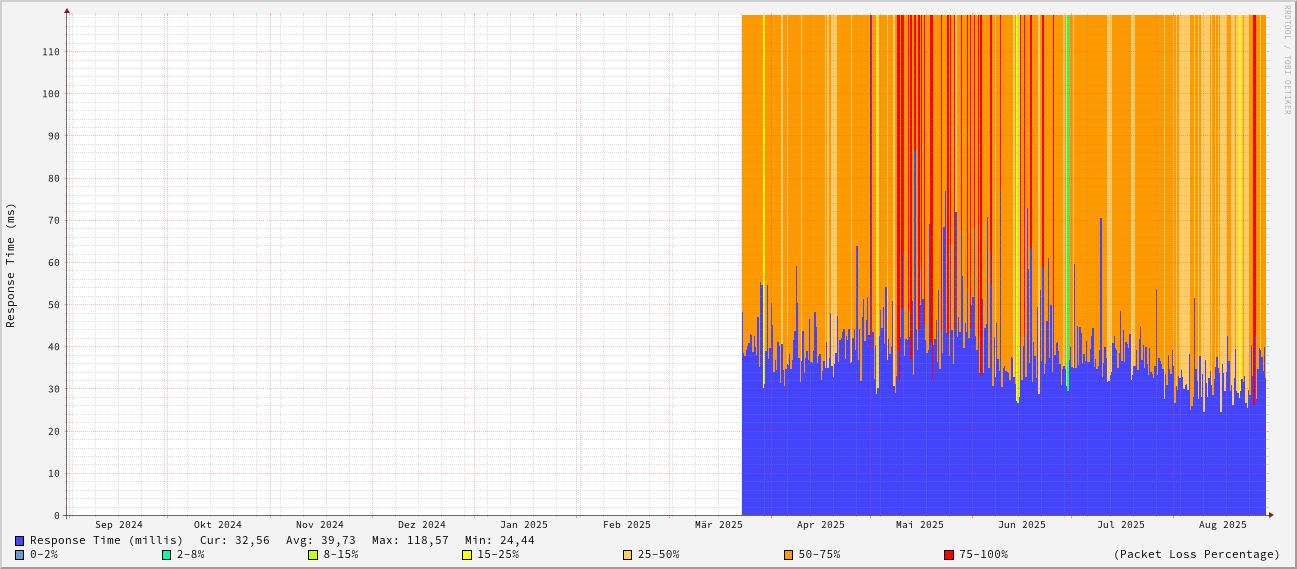 RRDTOOL / TOBI OETIKER
Response Time (ms)
110
100
90
80
70
60
50
40
30
20
10
0
Sep 2024 Okt 2024 Nov 2024 Dez 2024 Jan 2025 Feb 2025 Mär 2025 Apr 2025 Mai 2025 Jun 2025 Jul 2025 Aug 2025
Response Time (millis) Cur: 32,56 Avg: 39,73 Max: 118,57 Min: 24,44
0-2% 2-8% 8-15% 15-25% 25-50% 50-75% 75-100% (Packet Loss Percentage)